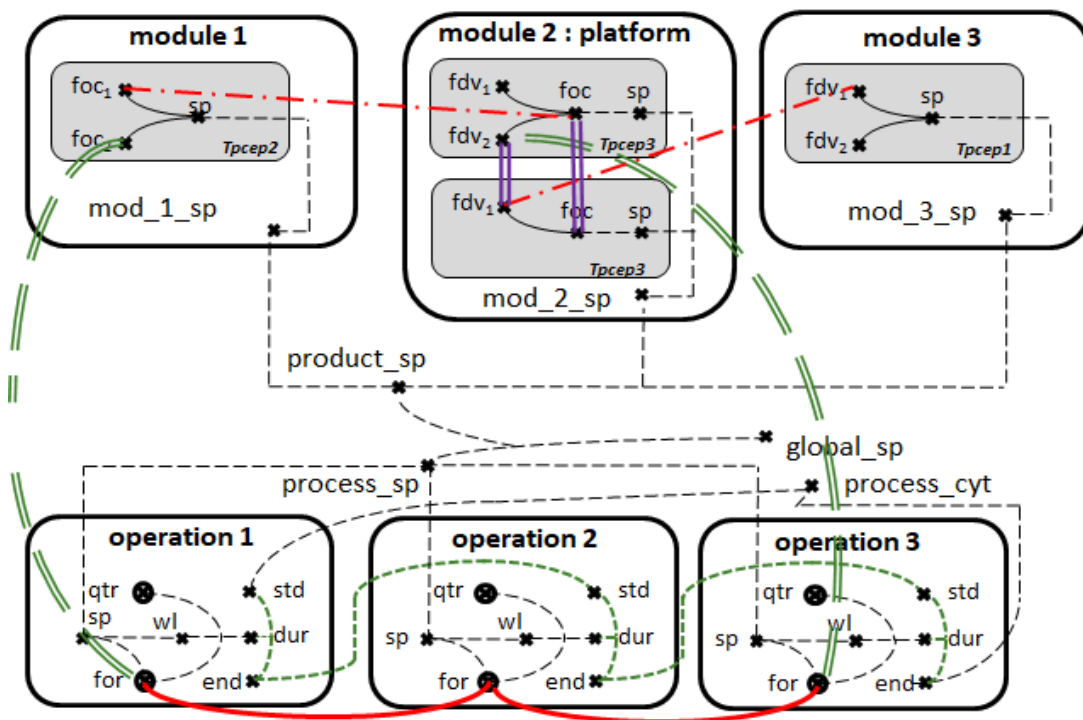 module 1
foc1
sp
foc2
Tpcep2
mod_1_sp
module 2 : platform
fdv1
foc
sp
fdv2
Tpcep3
fdv1
foc
sp
Tpcep3
mod_2_sp
module 3
fdv1
sp
fdv2
Tpcep1
mod_3_sp
product_sp
global_sp
process_sp
process_cyt
operation 1
qtr
std
sp
wl
dur
for
end
operation 2
qtr
std
sp
wl
dur
for
end
operation 3
qtr
std
sp
wl
dur
for
end